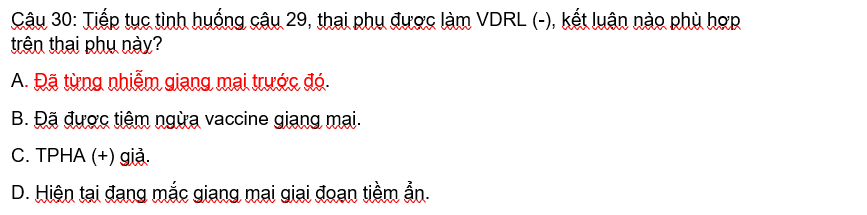 Câu 30: Tiếp tục tình huống câu 29, thai phụ được làm VDRL (-), kết luận nào phù hợp
trên thai phụ này?
A. Đã từng nhiễm giang mai trước đó.
B. Đã được tiêm ngừa vaccine giang mai.
C. TPHA (+) giả.
D. Hiện tại đang mắc giang mai giai đoạn tiềm ẩn.